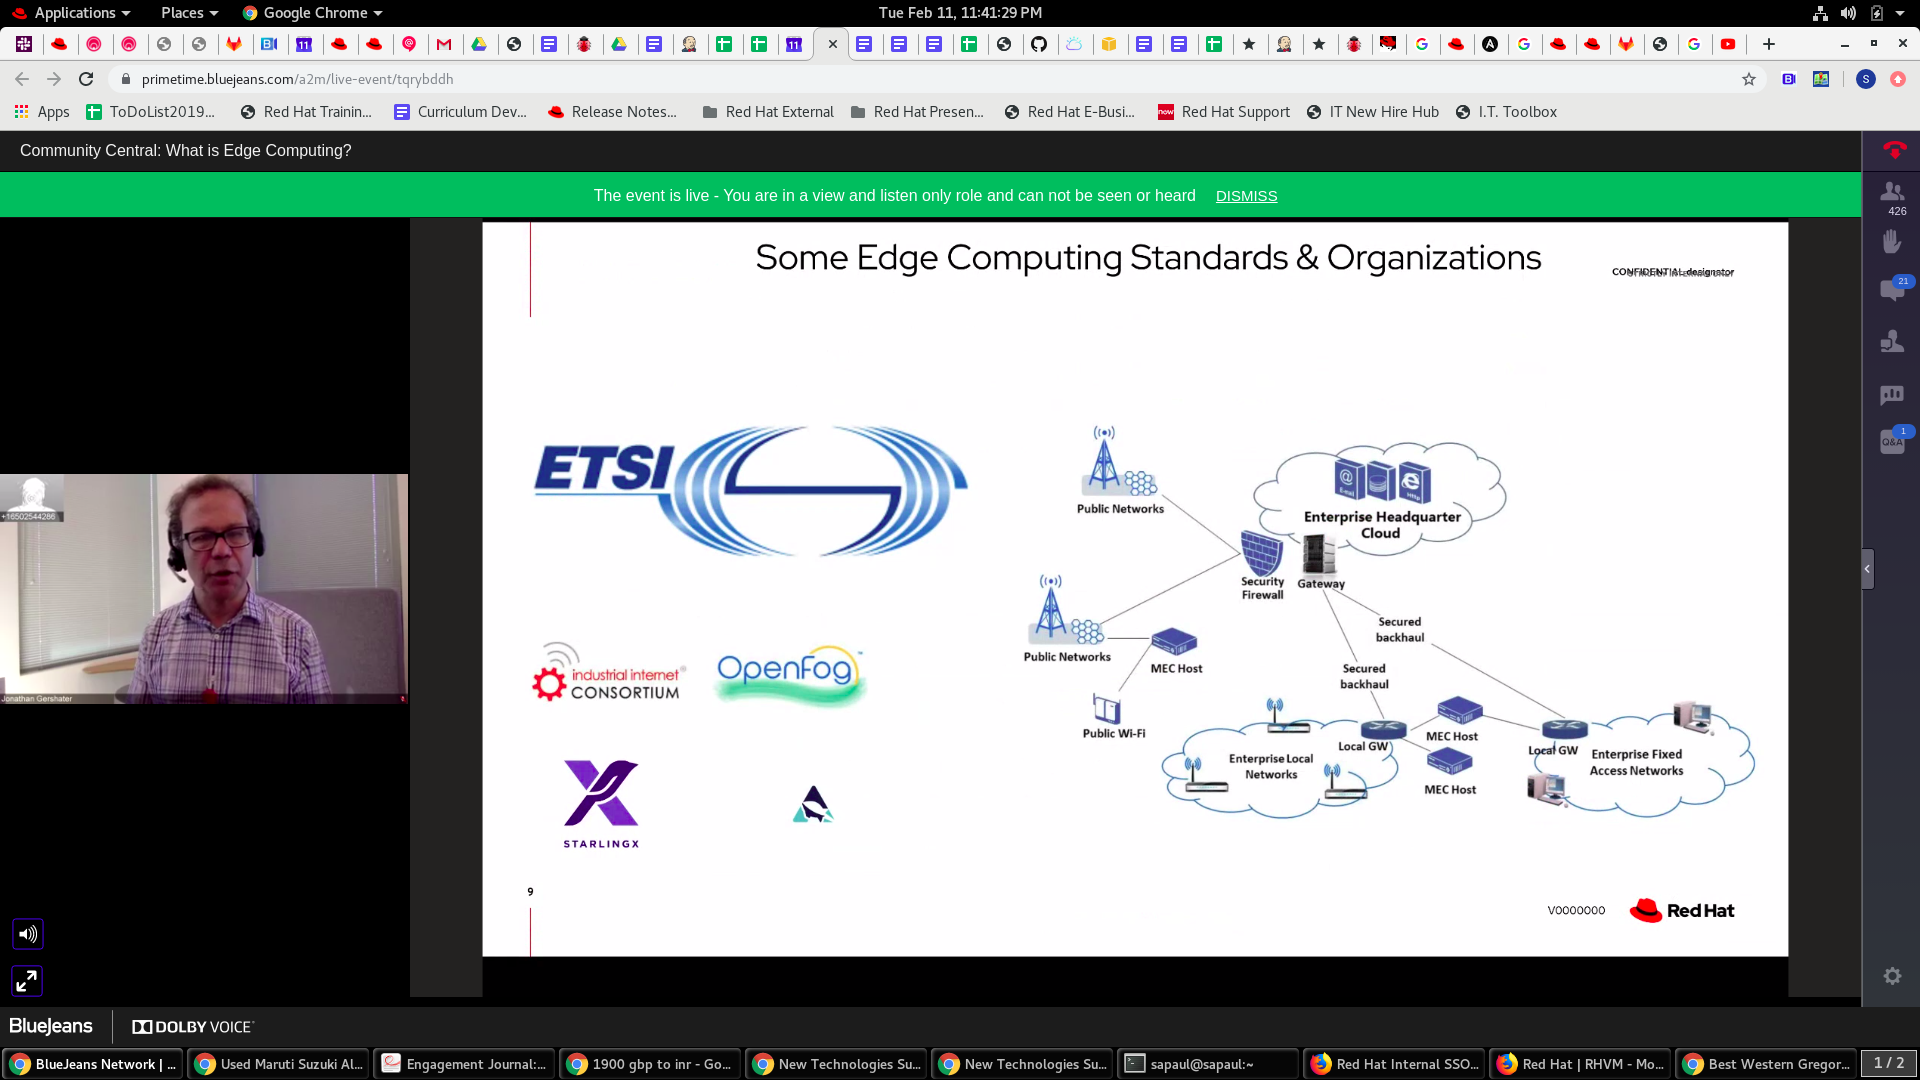 Applications
Places
Google Chrome
Tue Feb 11, 11:41:29 PM
primetime.bluejeans.com/a2m/live-event/tqrybddh
S
Apps
ToDoList2019...
Red Hat Trainin...
Curriculum Dev...
Release Notes...
Red Hat External
Red Hat Presen...
Red Hat E-Busi...
Red Hat Support
IT New Hire Hub
I.T. Toolbox
Community Central: What is Edge Computing?
The event is live - You are in a view and listen only role and can not be seen or heard
DISMISS
426
21
1
Q&A
Some Edge Computing Standards & Organizations
CONFIDENTIAL designator
ETSI
Public Networks
E-mail
Http
Enterprise Headquarter
Cloud
Security
Firewall
Gateway
Public Networks
MEC Host
Public Wi-Fi
Secured
backhaul
Secured
backhaul
industrial internet
CONSORTIUM
OpenFog™
Enterprise Local
Networks
Local GW
MEC Host
MEC Host
Local GW
Enterprise Fixed
Access Networks
STARLINGX
+16502544286
Jonathan Gershater
9
V0000000
Red Hat
BlueJeans
DOLBY VOICE
BlueJeans Network | ...
Used Maruti Suzuki Al...
Engagement Journal:...
1900 gbp to inr - Go...
New Technologies Su...
New Technologies Su...
sapaul@sapaul:~
Red Hat Internal SSO...
Red Hat | RHVM - Mo...
Best Western Gregor...
1 / 2